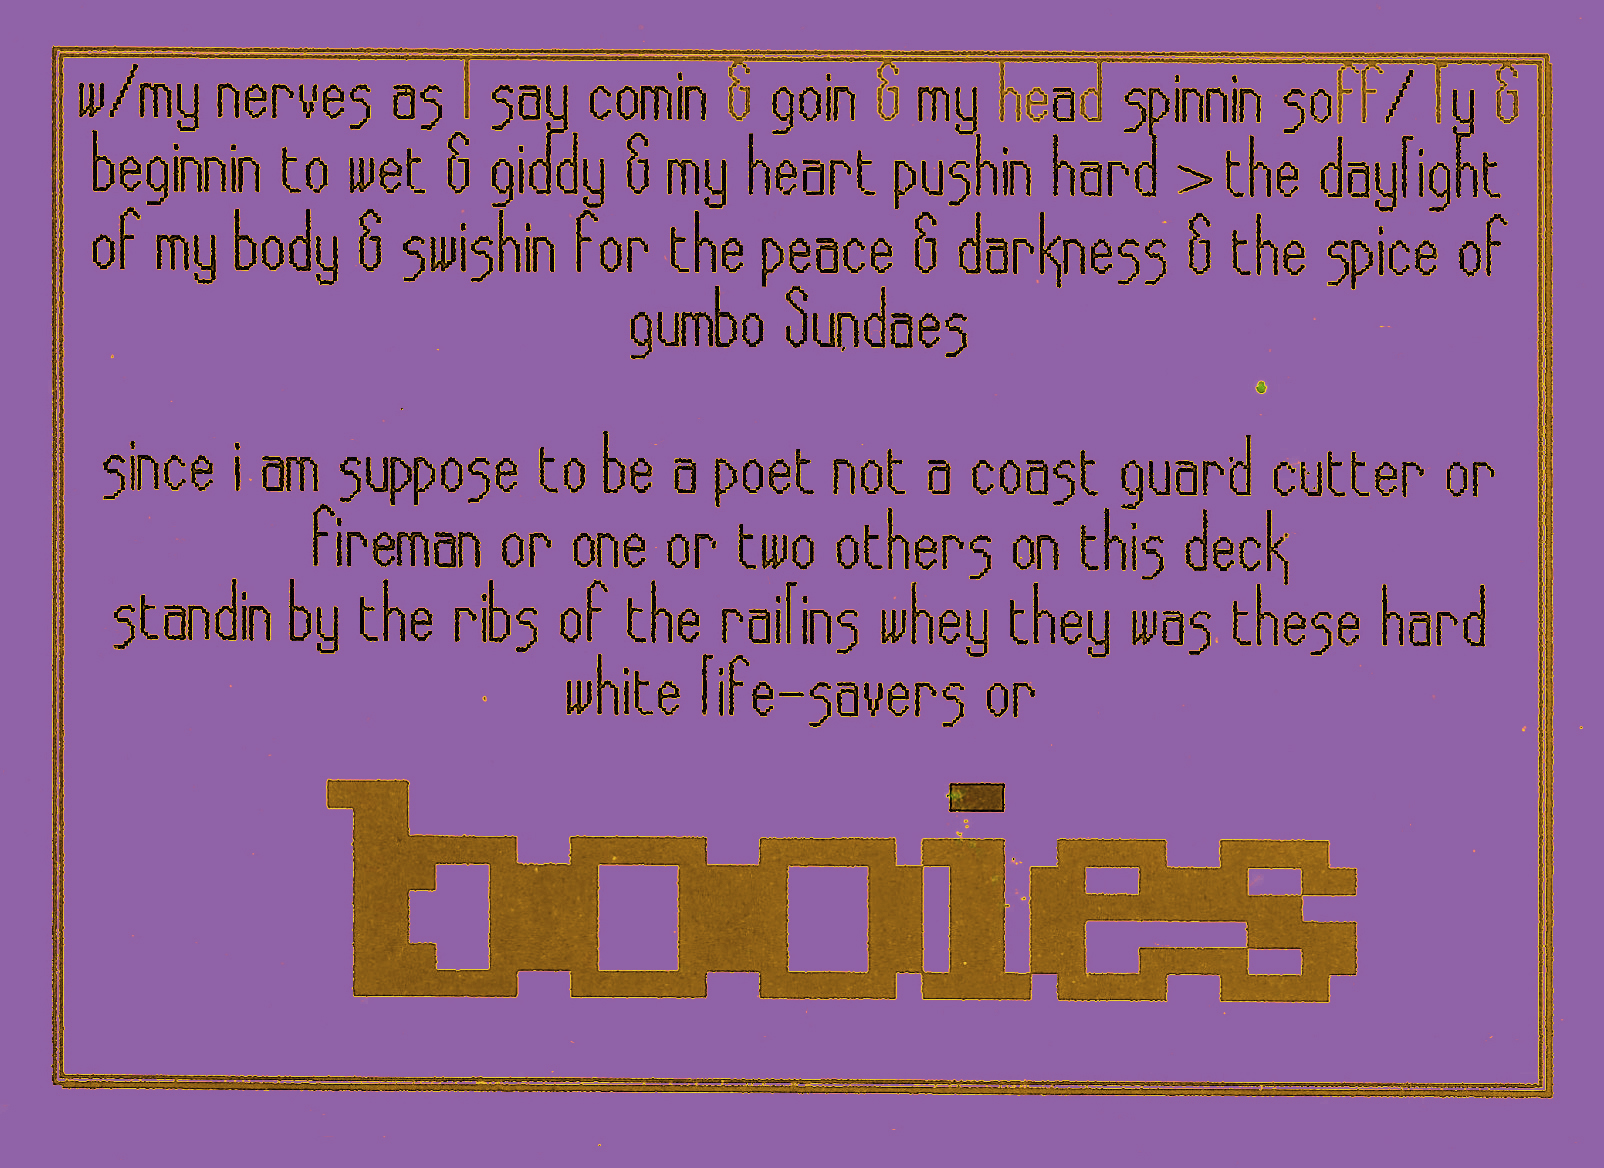 w/my nerves as I say comin & goin & my head spinnin soff/ly &
beginnin to wet & giddy & my heart pushin hard > the daylight
of my body & swishin for the peace & darkness & the spice of
gumbo Sundaes
since i am suppose to be a poet not a coast guard cutter or
fireman or one or two others on this deck
standin by the ribs of the railins whey they was these hard
white life-savers or
booies